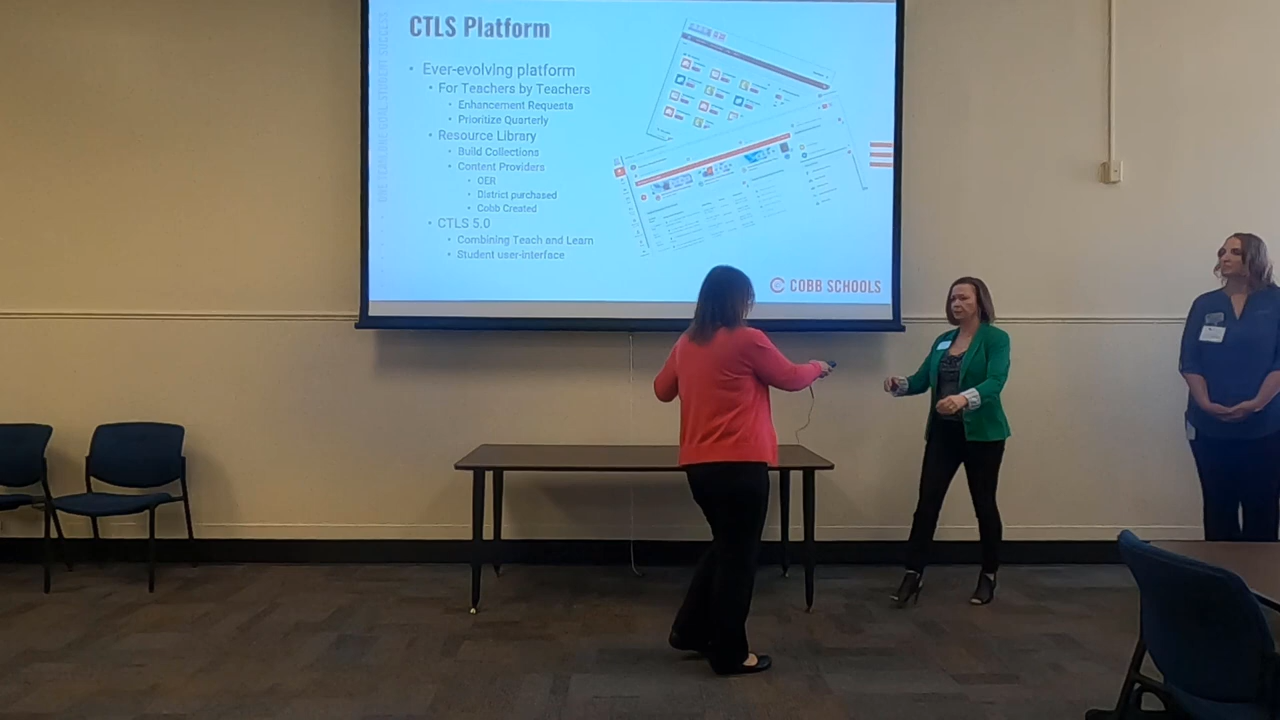 CTLS Platform
Ever-evolving platform
For Teachers by Teachers
Enhancement Requests
Prioritize Quarterly
Resource Library
Build Collections
Content Providers
OER
District purchased
Cobb Created
CTLS 5.0
Combining Teach and Learn
Student user-interface
COBB SCHOOLS